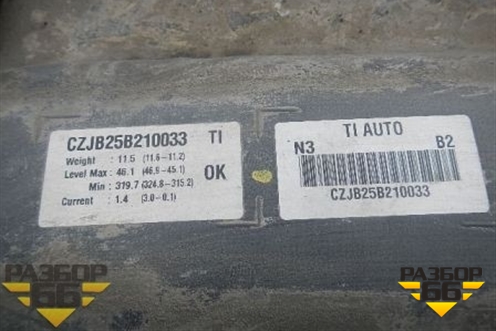 CZJB25B210033 TI
Weight : 11.5 (11.6-11.2)
Level Max : 46.1 (46.9-45.1)
Min : 319.7 (324.8-315.2)
Current : 1.4 (3.0-0.1)
OK
TI AUTO
N3 B2
CZJB25B210033
РАЗБОР
66
РАЗБОР
66